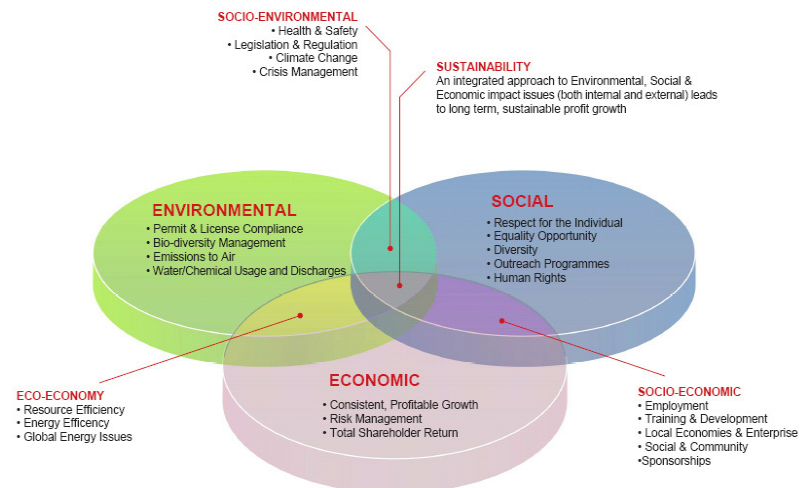 SOCIO-ENVIRONMENTAL
• Health & Safety
• Legislation & Regulation
• Climate Change
• Crisis Management
SUSTAINABILITY
An integrated approach to Environmental, Social &
Economic impact issues (both internal and external) leads
to long term, sustainable profit growth
ENVIRONMENTAL
• Permit & License Compliance
• Bio-diversity Management
• Emissions to Air
• Water/Chemical Usage and Discharges
SOCIAL
• Respect for the Individual
• Equality Opportunity
• Diversity
• Outreach Programmes
• Human Rights
ECO-ECONOMY
• Resource Efficiency
• Energy Efficency
• Global Energy Issues
ECONOMIC
• Consistent, Profitable Growth
• Risk Management
• Total Shareholder Return
SOCIO-ECONOMIC
• Employment
• Training & Development
• Local Economies & Enterprise
• Social & Community
•Sponsorships